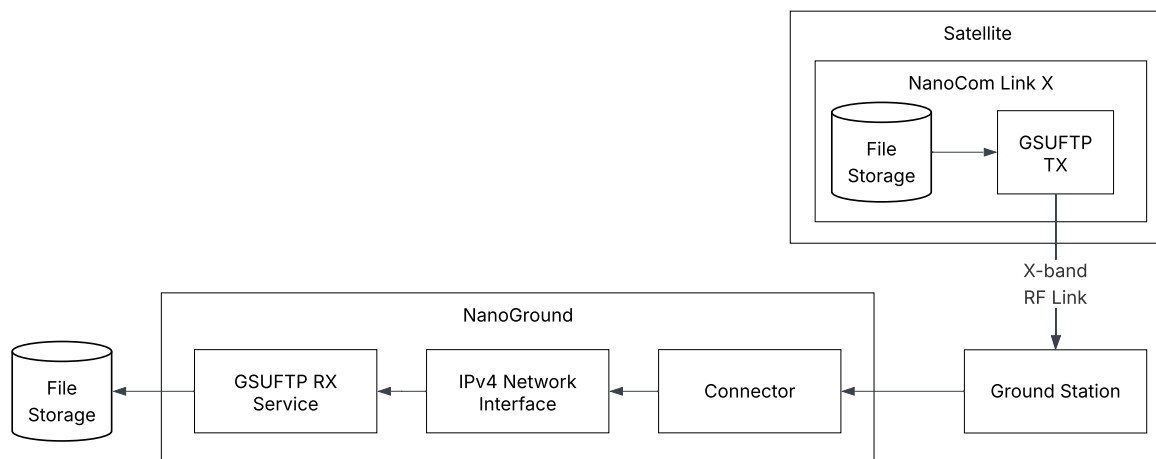 Satellite
NanoCom Link X
File
Storage
GSUFTP
TX
X-band
RF Link
NanoGround
File
Storage
GSUFTP RX
Service
IPv4 Network
Interface
Connector
Ground Station